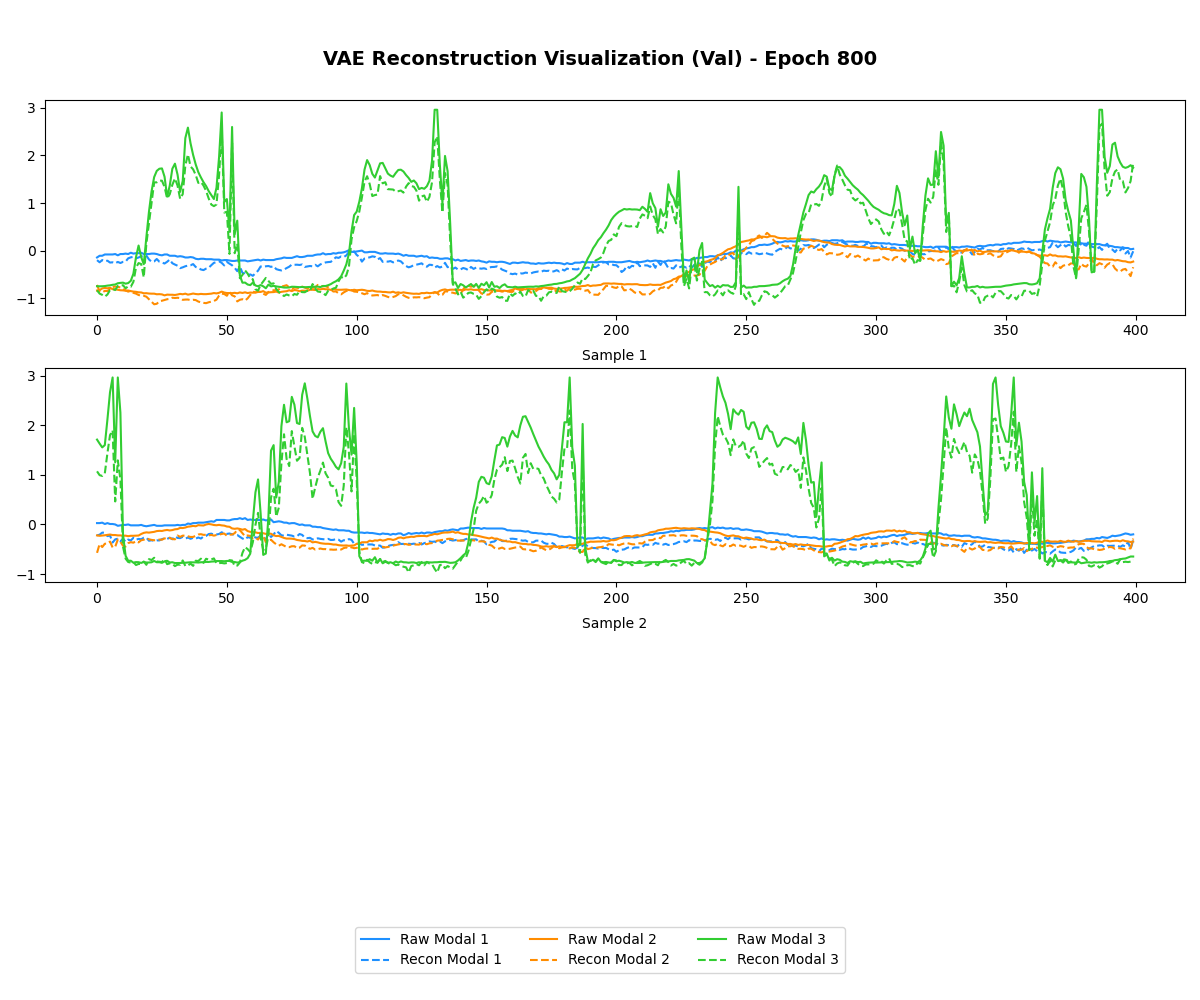 VAE Reconstruction Visualization (Val) - Epoch 800
3
2
1
0
−1
0 50 100 150 200 250 300 350 400
Sample 1
3
2
1
0
−1
0 50 100 150 200 250 300 350 400
Sample 2
Raw Modal 1 Raw Modal 2 Raw Modal 3
Recon Modal 1 Recon Modal 2 Recon Modal 3